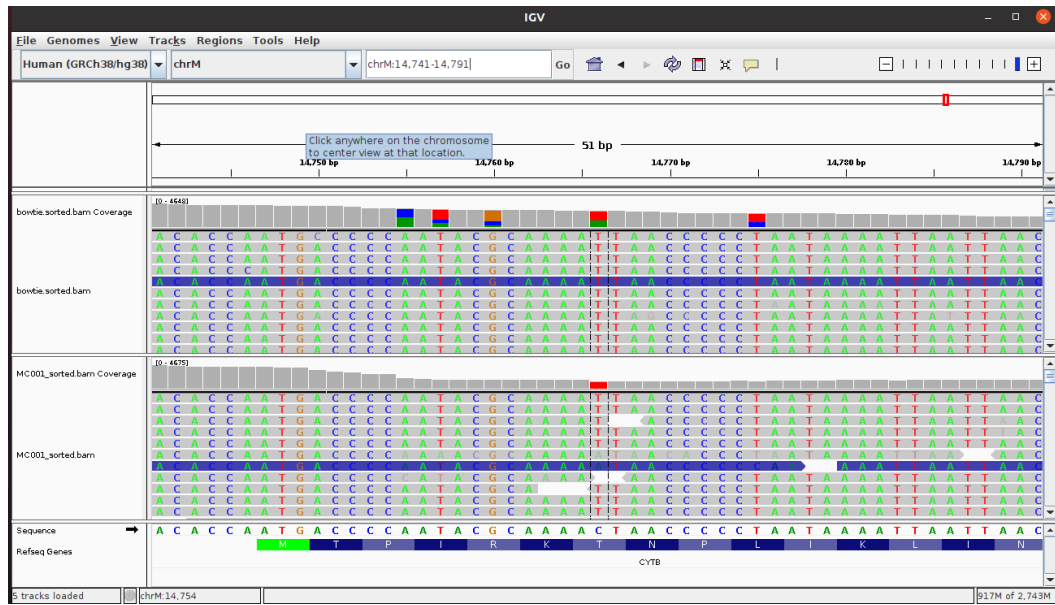 IGV
File Genomes View Tracks Regions Tools Help
Human (GRCh38/hg38) chrM chrM:14,741-14,791 Go
Click anywhere on the chromosome
to center view at that location.
51 bp
14,750 bp 14,760 bp 14,770 bp 14,780 bp 14,790 bp
[0 - 4648]
bowtie.sorted.bam Coverage
A C A C C A A T G C C C C C A A T A C G C A A A A T T A A C C C C C T A A T A A A A T T A A T T A A C
A C A C C A A T G A C C C C A A T A C G C A A A A T T A A C C C C C T A A T A A A A T T A A T T A A C
A C A C C A A T G A C C C C A A T A C G C A A A A T T A A C C C C C T A A T A A A A T T A A T T A A C
A C A C C C A T G A C C C C A A T A C G C A A A A T T A A C C C C C T A A T A A A A T T A A T T A A C
bowtie.sorted.bam
A C A C C A A T G A C C C C A A T A C G C A A A A T T A A C C C C C T A A T A A A A T T A A T T A A C
A C A C C A A T G A C C C C A A T A C G C A A A A T T A A C C C C C T A A T A A A A T T A A T T A A C
A C A C C A A T G A C C C C A A T A C G C A A A A T T A A C C C C C T A A T A A A A T T A A T T A A C
A C A C C A A T G A C C C C A A T A C G C A A A A T T A A C C C C C T A A T A A A A T T A A T T A A C
[0 - 4675]
MC001_sorted.bam Coverage
A C A C C A A T G A C C C C A A T A C G C A A A A T T A A C C C C C T A A T A A A A T T A A T T A A C
MC001_sorted.bam
A C A C C A A T G A C C C C A A T A C G C A A A A T T A A C C C C C T A A T A A A A T T A A T T A A C
A C A C C A A T G A C C C C A A T A C G C A A A A T T A A C C C C C T A A T A A A A T T A A T T A A C
Sequence A C A C C A A T G A C C C C A A T A C G C A A A A C T A A C C C C C T A A T A A A A T T A A T T A A C
Refseq Genes M T P I R K T N P L I K L I N
CYTB
5 tracks loaded chrM:14,754 917M of 2,743M